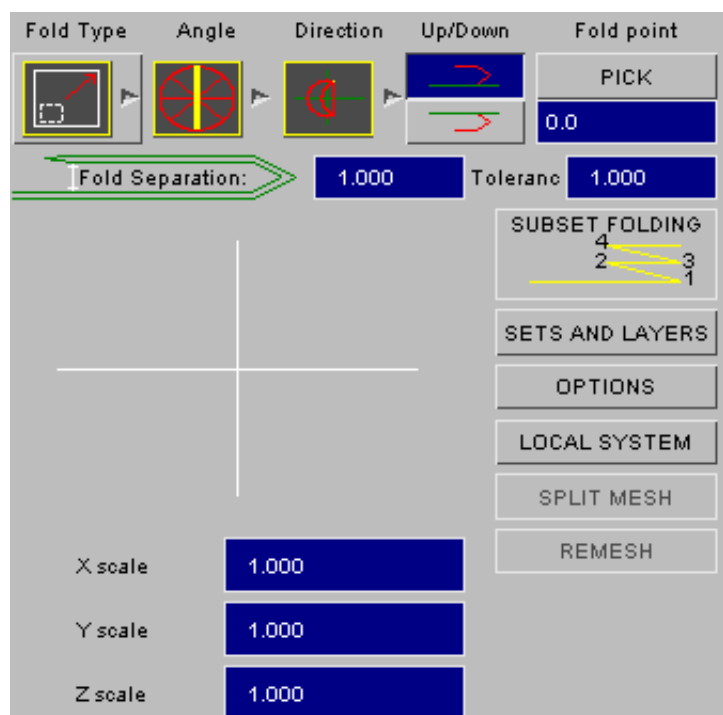 Fold Type Angle Direction Up/Down Fold point
PICK
0.0
Fold Separation: 1.000 Toleranc 1.000
SUBSET FOLDING
4
2 3
1
SETS AND LAYERS
OPTIONS
LOCAL SYSTEM
SPLIT MESH
REMESH
X scale 1.000
Y scale 1.000
Z scale 1.000